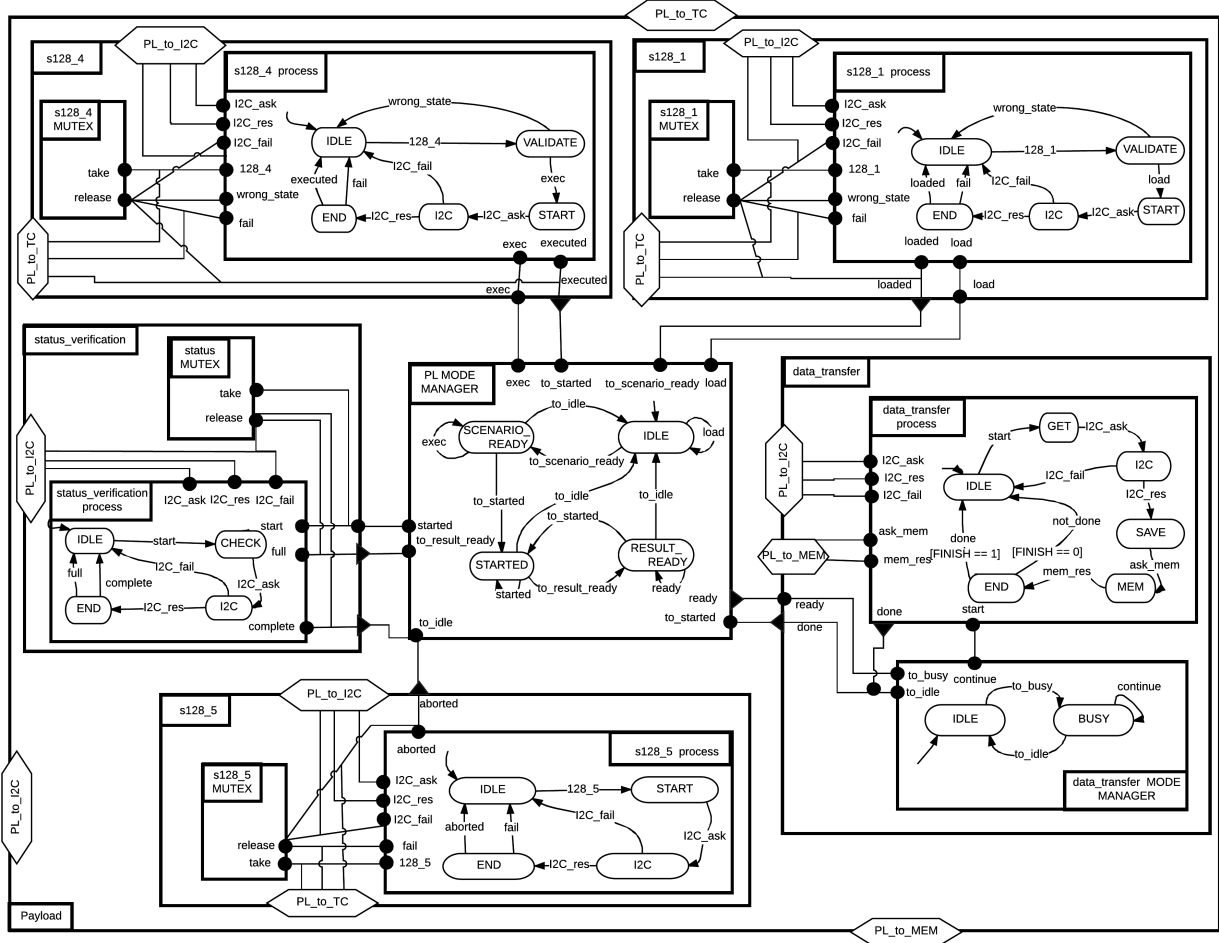 PL_to_TC
s128_4
PL_to_I2C
s128_4 process
s128_4
MUTEX
take
release
I2C_ask
I2C_res
I2C_fail
128_4
wrong_state
fail
wrong_state
IDLE
128_4
VALIDATE
I2C_fail
executed
fail
exec
END
I2C_res
I2C
I2C_ask
START
exec
executed
PL_to_TC
exec
executed
s128_1
PL_to_I2C
s128_1 process
s128_1
MUTEX
take
release
I2C_ask
I2C_res
I2C_fail
128_1
wrong_state
fail
wrong_state
IDLE
128_1
VALIDATE
I2C_fail
loaded
fail
load
END
I2C_res
I2C
I2C_ask
START
loaded
load
PL_to_TC
loaded
load
status_verification
status
MUTEX
take
release
PL_to_I2C
status_verification
process
I2C_ask
I2C_res
I2C_fail
IDLE
start
CHECK
start
full
I2C_fail
full
complete
I2C_ask
END
I2C_res
I2C
complete
PL MODE
MANAGER
exec
to_started
to_scenario_ready
load
to_idle
SCENARIO_
READY
exec
IDLE
load
to_scenario_ready
to_started
to_idle
to_idle
to_started
started
to_result_ready
STARTED
RESULT_
READY
to_result_ready
started
ready
ready
to_started
to_idle
data_transfer
data_transfer
process
PL_to_I2C
I2C_ask
I2C_res
I2C_fail
ask_mem
PL_to_MEM
mem_res
GET
I2C_ask
start
I2C
I2C_fail
IDLE
I2C_res
not_done
SAVE
done
[FINISH == 1]
[FINISH == 0]
ask_mem
mem_res
END
MEM
ready
done
done
start
continue
to_busy
to_idle
to_busy
continue
IDLE
BUSY
to_idle
data_transfer MODE
MANAGER
s128_5
PL_to_I2C
aborted
aborted
s128_5 process
s128_5
MUTEX
release
take
I2C_ask
I2C_res
I2C_fail
fail
128_5
IDLE
128_5
START
I2C_fail
aborted
fail
I2C_ask
END
I2C_res
I2C
PL_to_TC
PL_to_I2C
Payload
PL_to_MEM